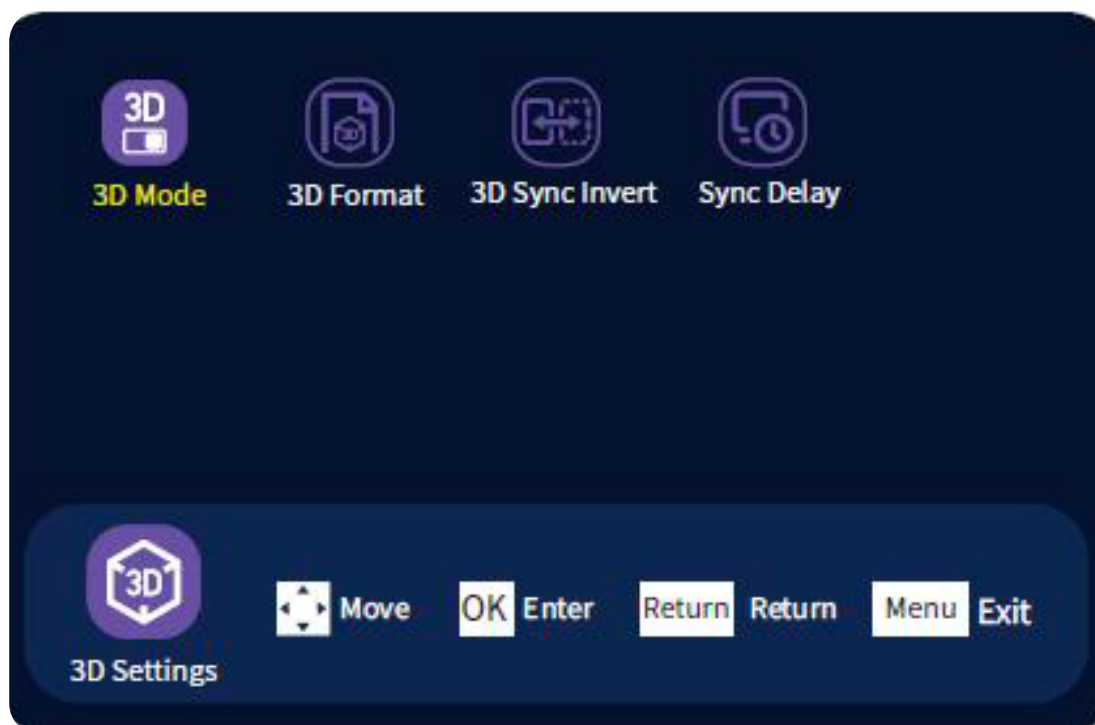 3D
3D
3D Mode 3D Format 3D Sync Invert Sync Delay
3D
Move OK Enter Return Return Menu Exit
3D Settings